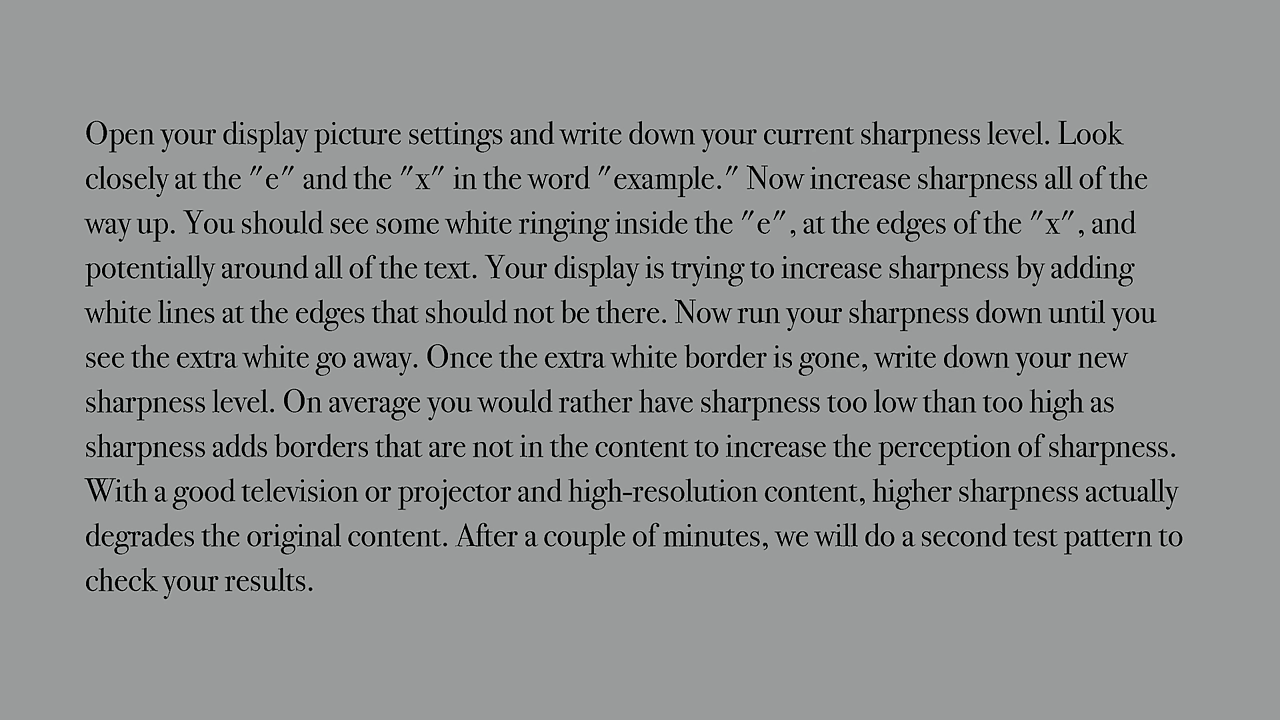 Open your display picture settings and write down your current sharpness level. Look
closely at the "e" and the "x" in the word "example." Now increase sharpness all of the
way up. You should see some white ringing inside the "e", at the edges of the "x", and
potentially around all of the text. Your display is trying to increase sharpness by adding
white lines at the edges that should not be there. Now run your sharpness down until you
see the extra white go away. Once the extra white border is gone, write down your new
sharpness level. On average you would rather have sharpness too low than too high as
sharpness adds borders that are not in the content to increase the perception of sharpness.
With a good television or projector and high-resolution content, higher sharpness actually
degrades the original content. After a couple of minutes, we will do a second test pattern to
check your results.